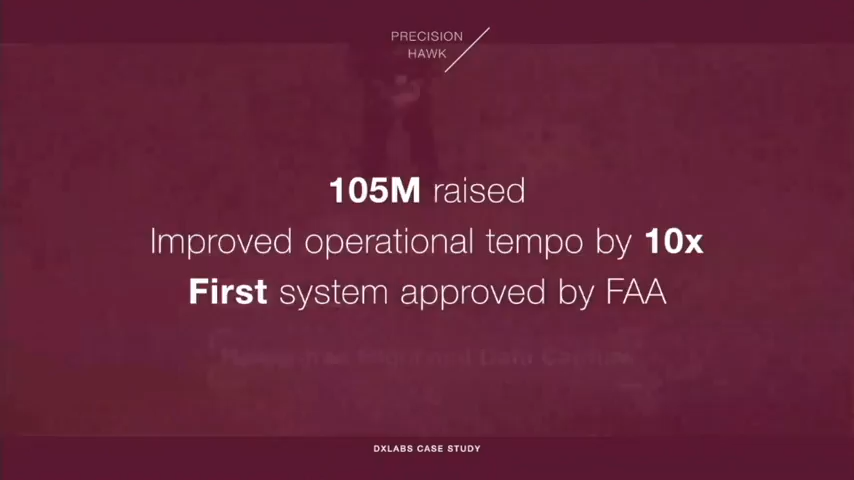 PRECISION
HAWK
105M raised
Improved operational tempo by 10x
First system approved by FAA
DXLABS CASE STUDY